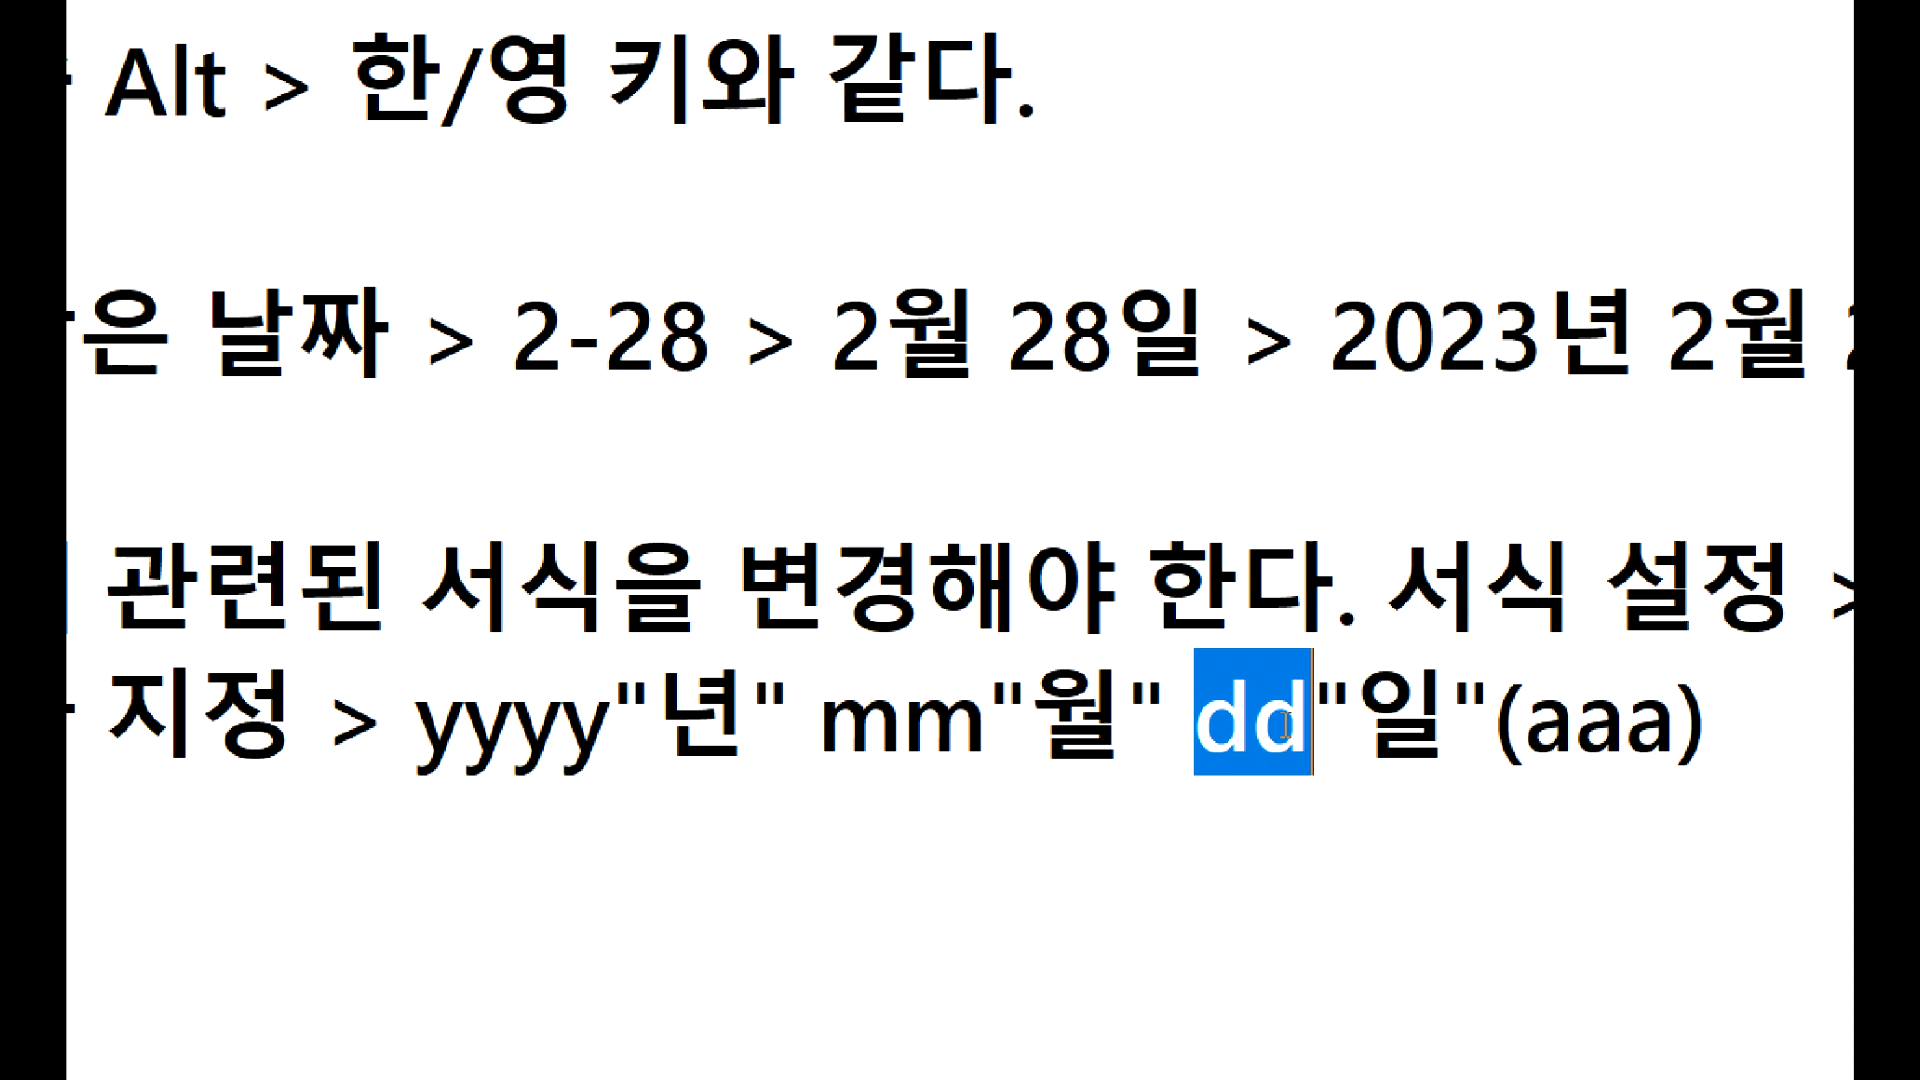 Alt > 한/영 키와 같다.
은 날짜 > 2-28 > 2월 28일 > 2023년 2월
관련된 서식을 변경해야 한다. 서식 설정 >
지정 > yyyy"년" mm"월" dd"일"(aaa)